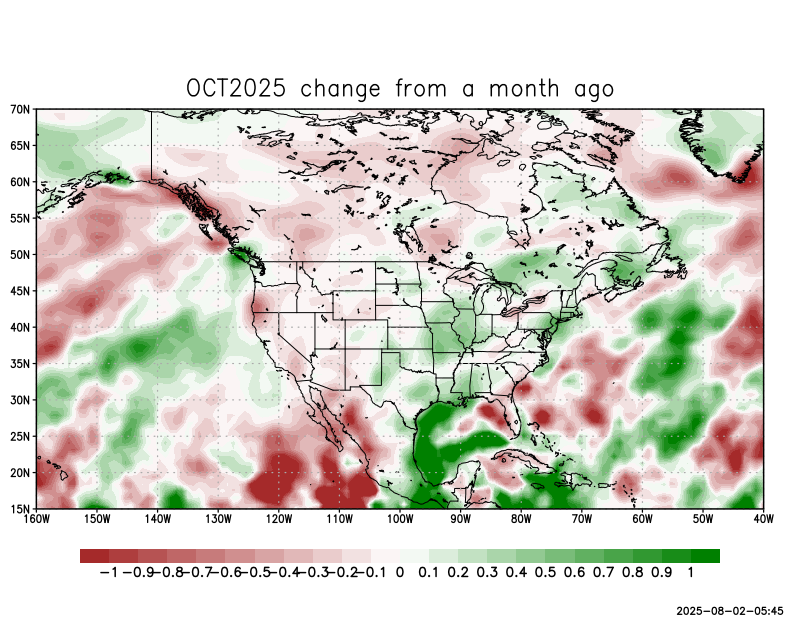 OCT2025 change from a month ago
70N
65N
60N
55N
50N
45N
40N
35N
30N
25N
20N
15N
160W 150W 140W 130W 120W 110W 100W 90W 80W 70W 60W 50W 40W
-1 -0.9 -0.8 -0.7 -0.6 -0.5 -0.4 -0.3 -0.2 -0.1 0 0.1 0.2 0.3 0.4 0.5 0.6 0.7 0.8 0.9 1
2025-08-02-05:45